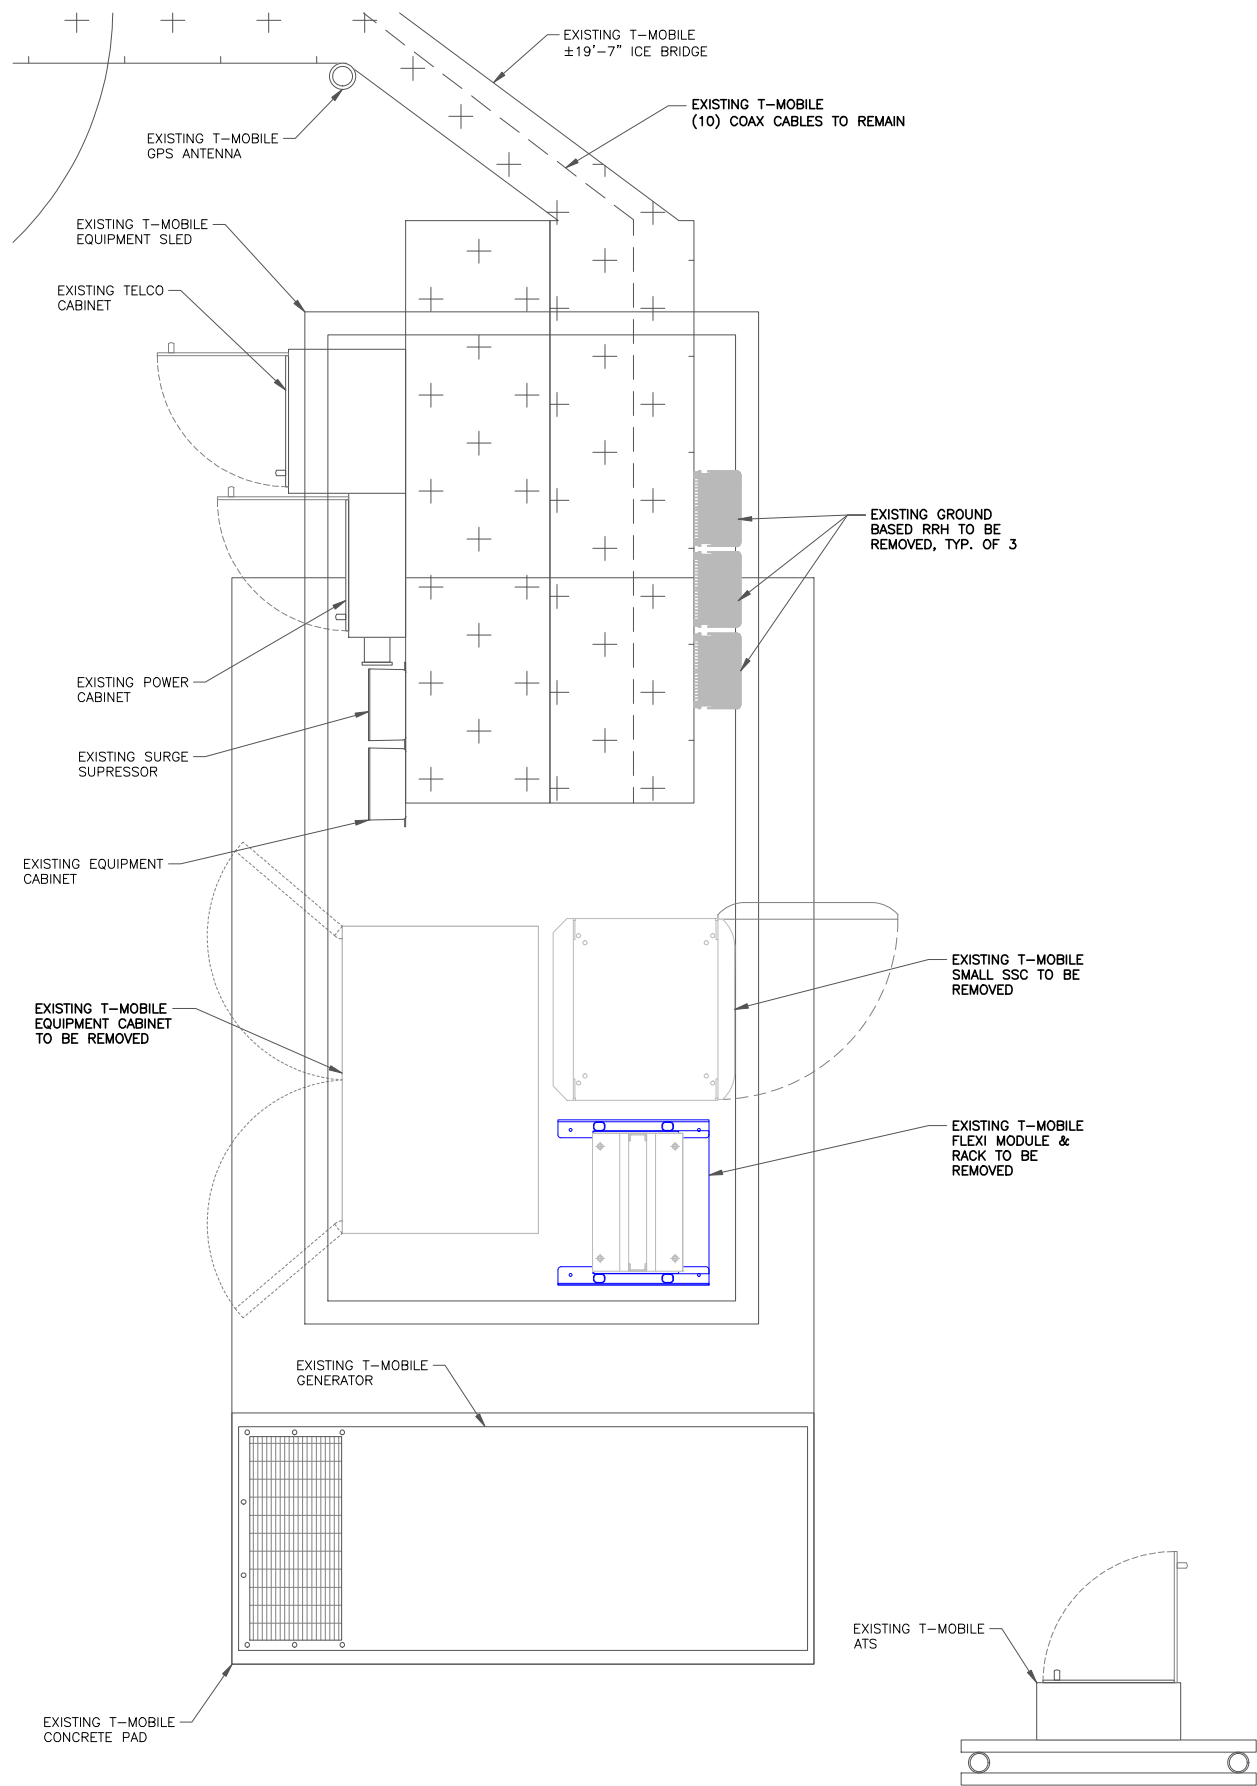 EXISTING T-MOBILE
±19'-7" ICE BRIDGE
EXISTING T-MOBILE
(10) COAX CABLES TO REMAIN
EXISTING T-MOBILE
GPS ANTENNA
EXISTING T-MOBILE
EQUIPMENT SLED
EXISTING TELCO
CABINET
EXISTING GROUND
BASED RRH TO BE
REMOVED, TYP. OF 3
EXISTING POWER
CABINET
EXISTING SURGE
SUPRESSOR
EXISTING EQUIPMENT
CABINET
EXISTING T-MOBILE
SMALL SSC TO BE
REMOVED
EXISTING T-MOBILE
EQUIPMENT CABINET
TO BE REMOVED
EXISTING T-MOBILE
FLEXI MODULE &
RACK TO BE
REMOVED
EXISTING T-MOBILE
GENERATOR
EXISTING T-MOBILE
ATS
EXISTING T-MOBILE
CONCRETE PAD